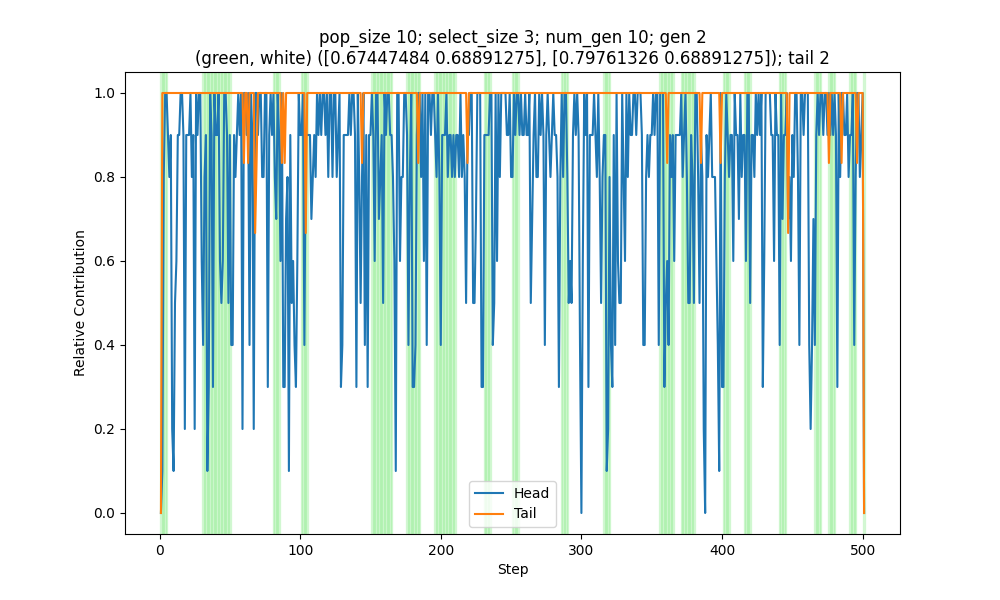 pop_size 10; select_size 3; num_gen 10; gen 2
(green, white) ([0.67447484 0.68891275], [0.79761326 0.68891275]); tail 2
1.0
0.8
0.6
0.4
0.2
0.0
Relative Contribution
Head
Tail
0
100
200
300
400
500
Step